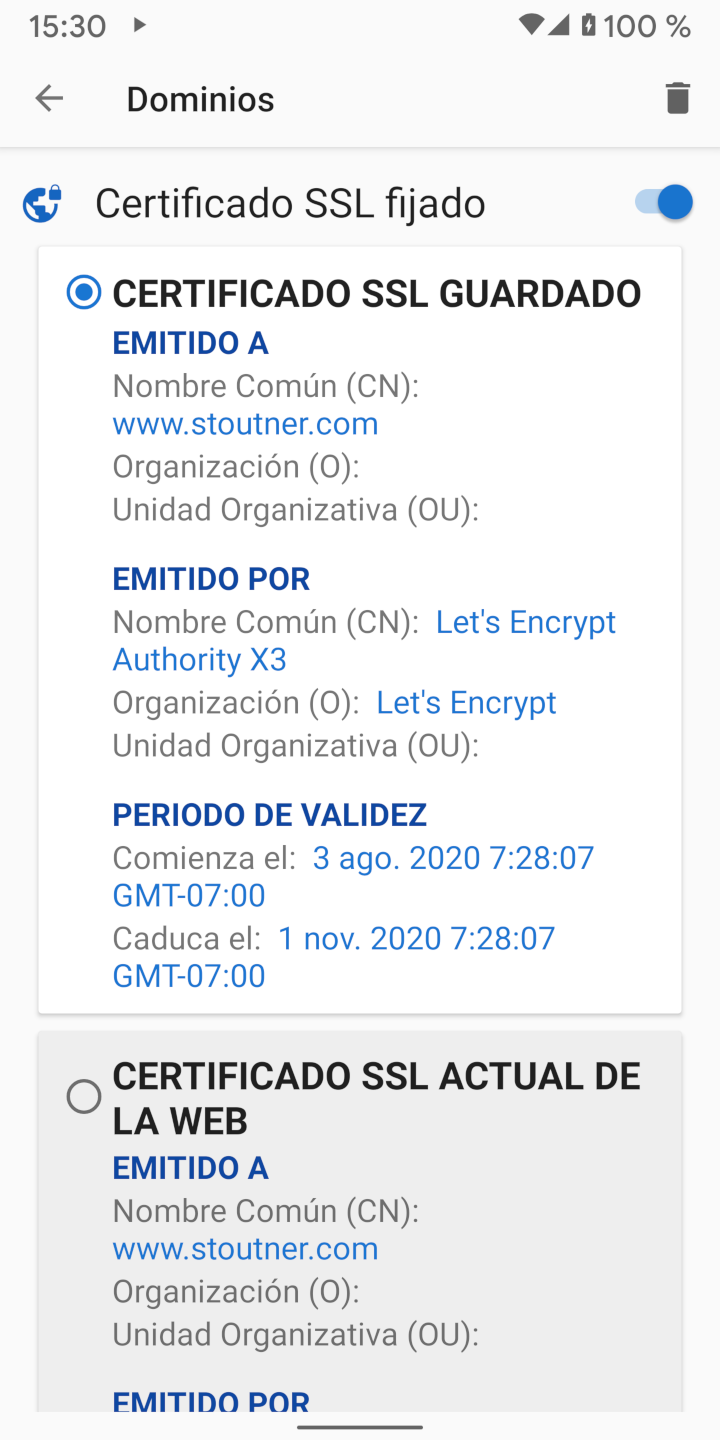 15:30
100 %
Dominios
Certificado SSL fijado
CERTIFICADO SSL GUARDADO
EMITIDO A
Nombre Común (CN):
www.stoutner.com
Organización (O):
Unidad Organizativa (OU):
EMITIDO POR
Nombre Común (CN): Let's Encrypt
Authority X3
Organización (O): Let's Encrypt
Unidad Organizativa (OU):
PERIODO DE VALIDEZ
Comienza el: 3 ago. 2020 7:28:07
GMT-07:00
Caduca el: 1 nov. 2020 7:28:07
GMT-07:00
CERTIFICADO SSL ACTUAL DE
LA WEB
EMITIDO A
Nombre Común (CN):
www.stoutner.com
Organización (O):
Unidad Organizativa (OU):
EMITIDO POR